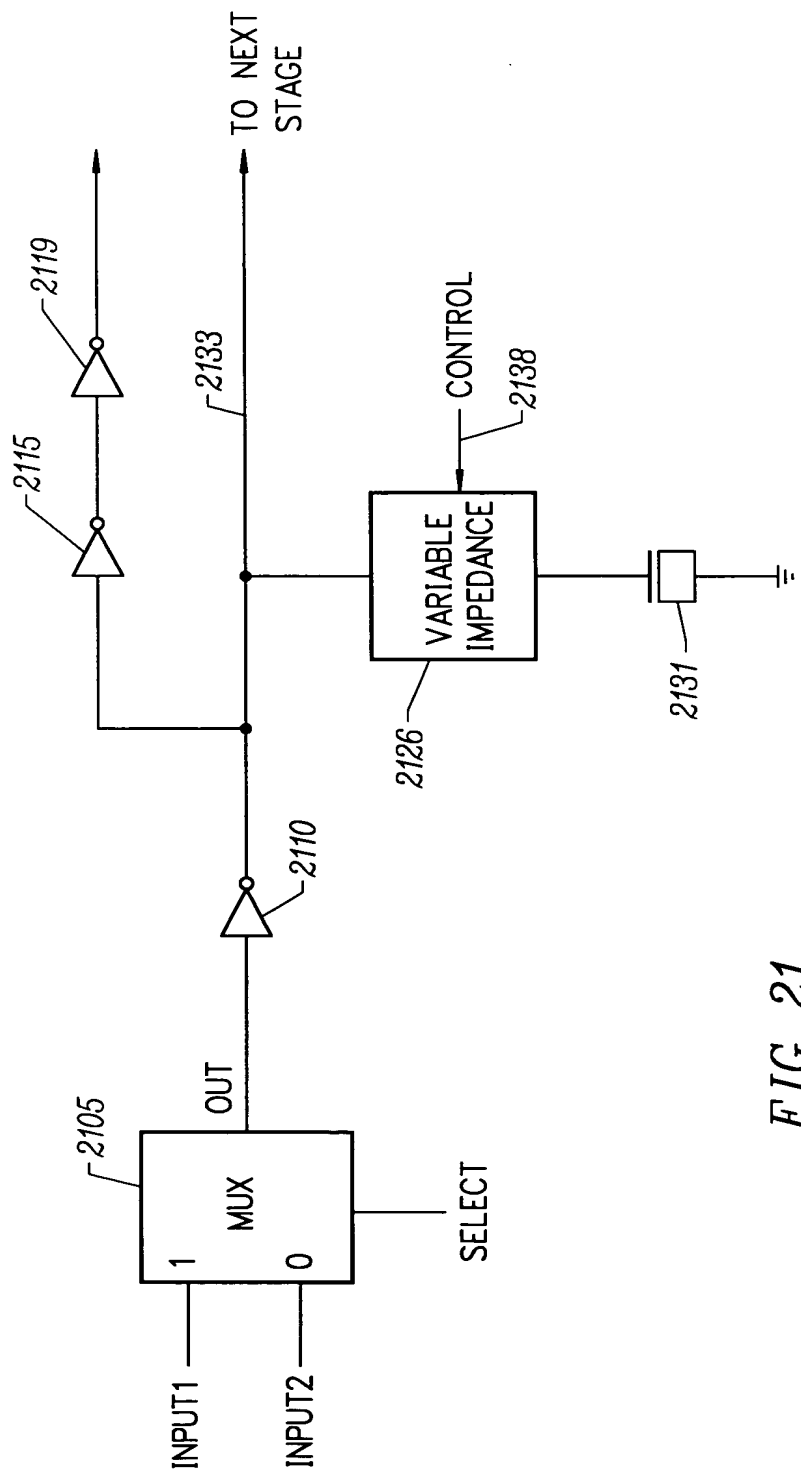 2119
2115
TO NEXT
STAGE
2133
2105
OUT
2110
INPUT1
1
MUX
INPUT2
0
SELECT
VARIABLE
IMPEDANCE
CONTROL
2138
2126
2131
FIG. 21